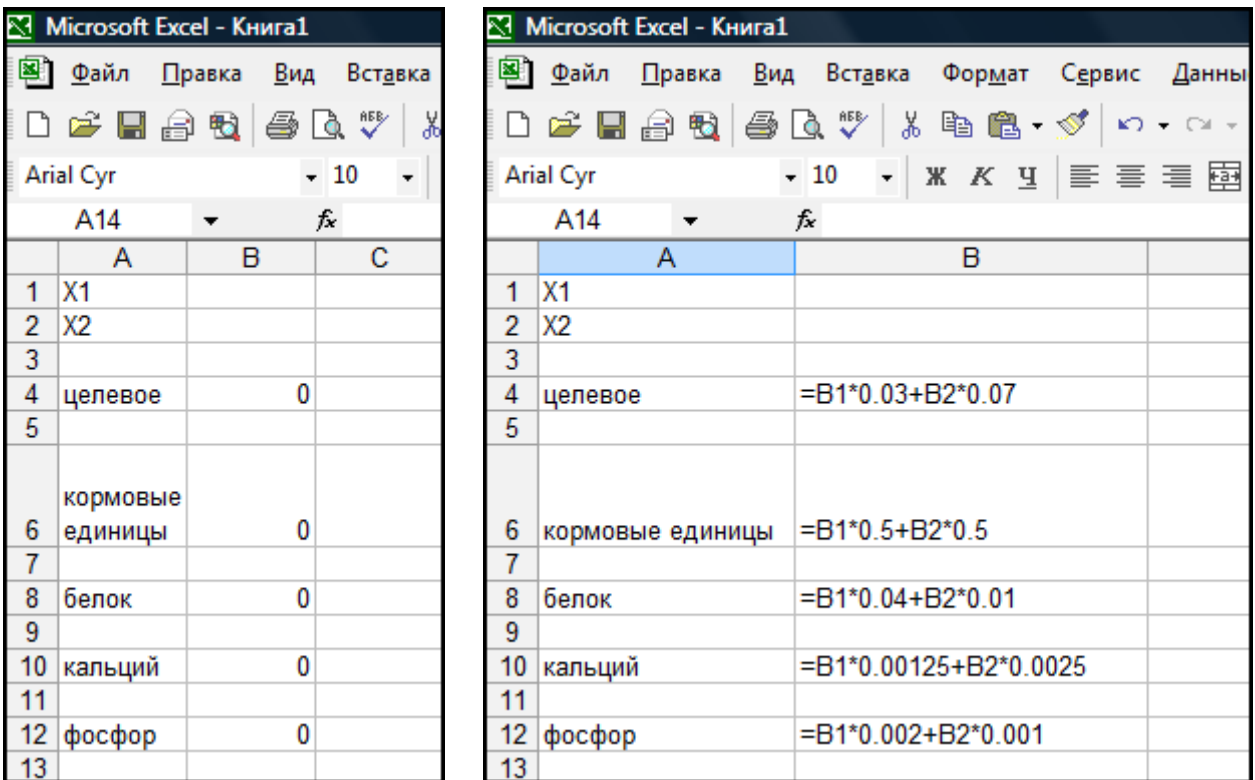 Microsoft Excel - Книга1
Файл Правка Вид Вставка
Arial Cyr 10
A14 fx
A B C
1 X1
2 X2
3
4 целевое 0
5
кормовые
6 единицы 0
7
8 белок 0
9
10 кальций 0
11
12 фосфор 0
13
Microsoft Excel - Книга1
Файл Правка Вид Вставка Формат Сервис Данны
Arial Cyr 10 Ж К Ч
A14 fx
A B
1 X1
2 X2
3
4 целевое =B1*0.03+B2*0.07
5
6 кормовые единицы =B1*0.5+B2*0.5
7
8 белок =B1*0.04+B2*0.01
9
10 кальций =B1*0.00125+B2*0.0025
11
12 фосфор =B1*0.002+B2*0.001
13